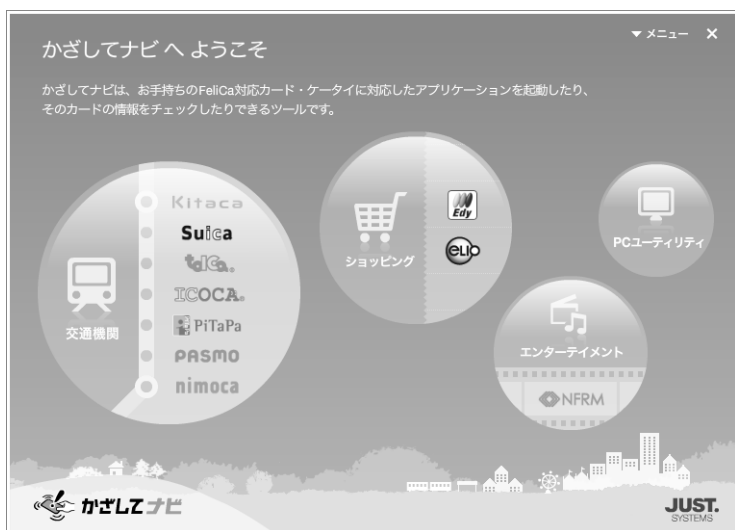 ▼ メニュー ×
かざしてナビ へ ようこそ
かざしてナビは、お手持ちのFeliCa対応カード・ケータイに対応したアプリケーションを起動したり、
そのカードの情報をチェックしたりできるツールです。
交通機関
Kitaca
Suica
toICa
ICOCA
PiTaPa
PASMO
nimoca
ショッピング
Edy
eLIO
PCユーティリティ
エンターテイメント
NFRM
かざしてナビ
JUST.
SYSTEMS